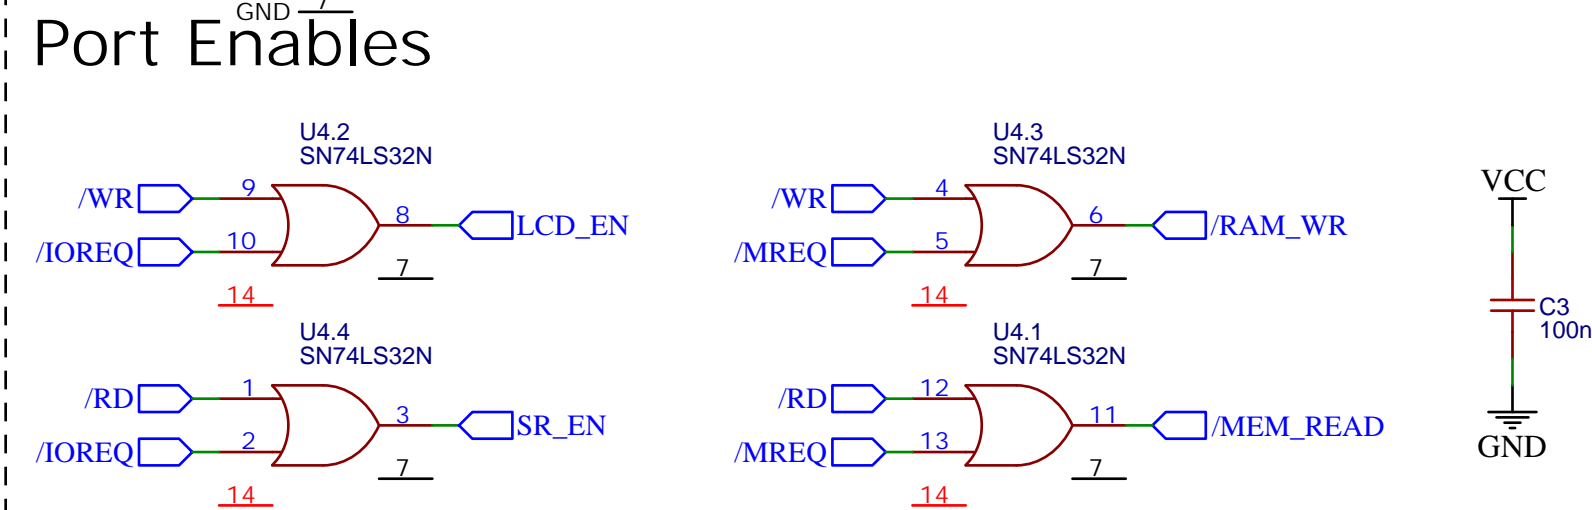 GND 7
Port Enables
U4.2
SN74LS32N
/WR 9
8 LCD_EN
/IOREQ 10
7
14
U4.4
SN74LS32N
/RD 1
3 SR_EN
/IOREQ 2
7
14
U4.3
SN74LS32N
/WR 4
6 /RAM_WR
/MREQ 5
7
14
U4.1
SN74LS32N
/RD 12
11 /MEM_READ
/MREQ 13
7
14
VCC
C3
100n
GND